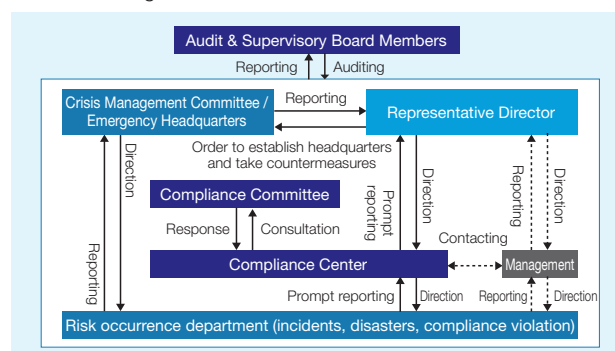 Audit & Supervisory Board Members
Reporting
Auditing
Crisis Management Committee /
Emergency Headquarters
Reporting
Representative Director
Order to establish headquarters
and take countermeasures
Direction
Reporting
Compliance Committee
Response
Consultation
Prompt
reporting
Direction
Reporting
Direction
Contacting
Compliance Center
Management
Prompt reporting
Direction
Reporting
Direction
Risk occurrence department (incidents, disasters, compliance violation)